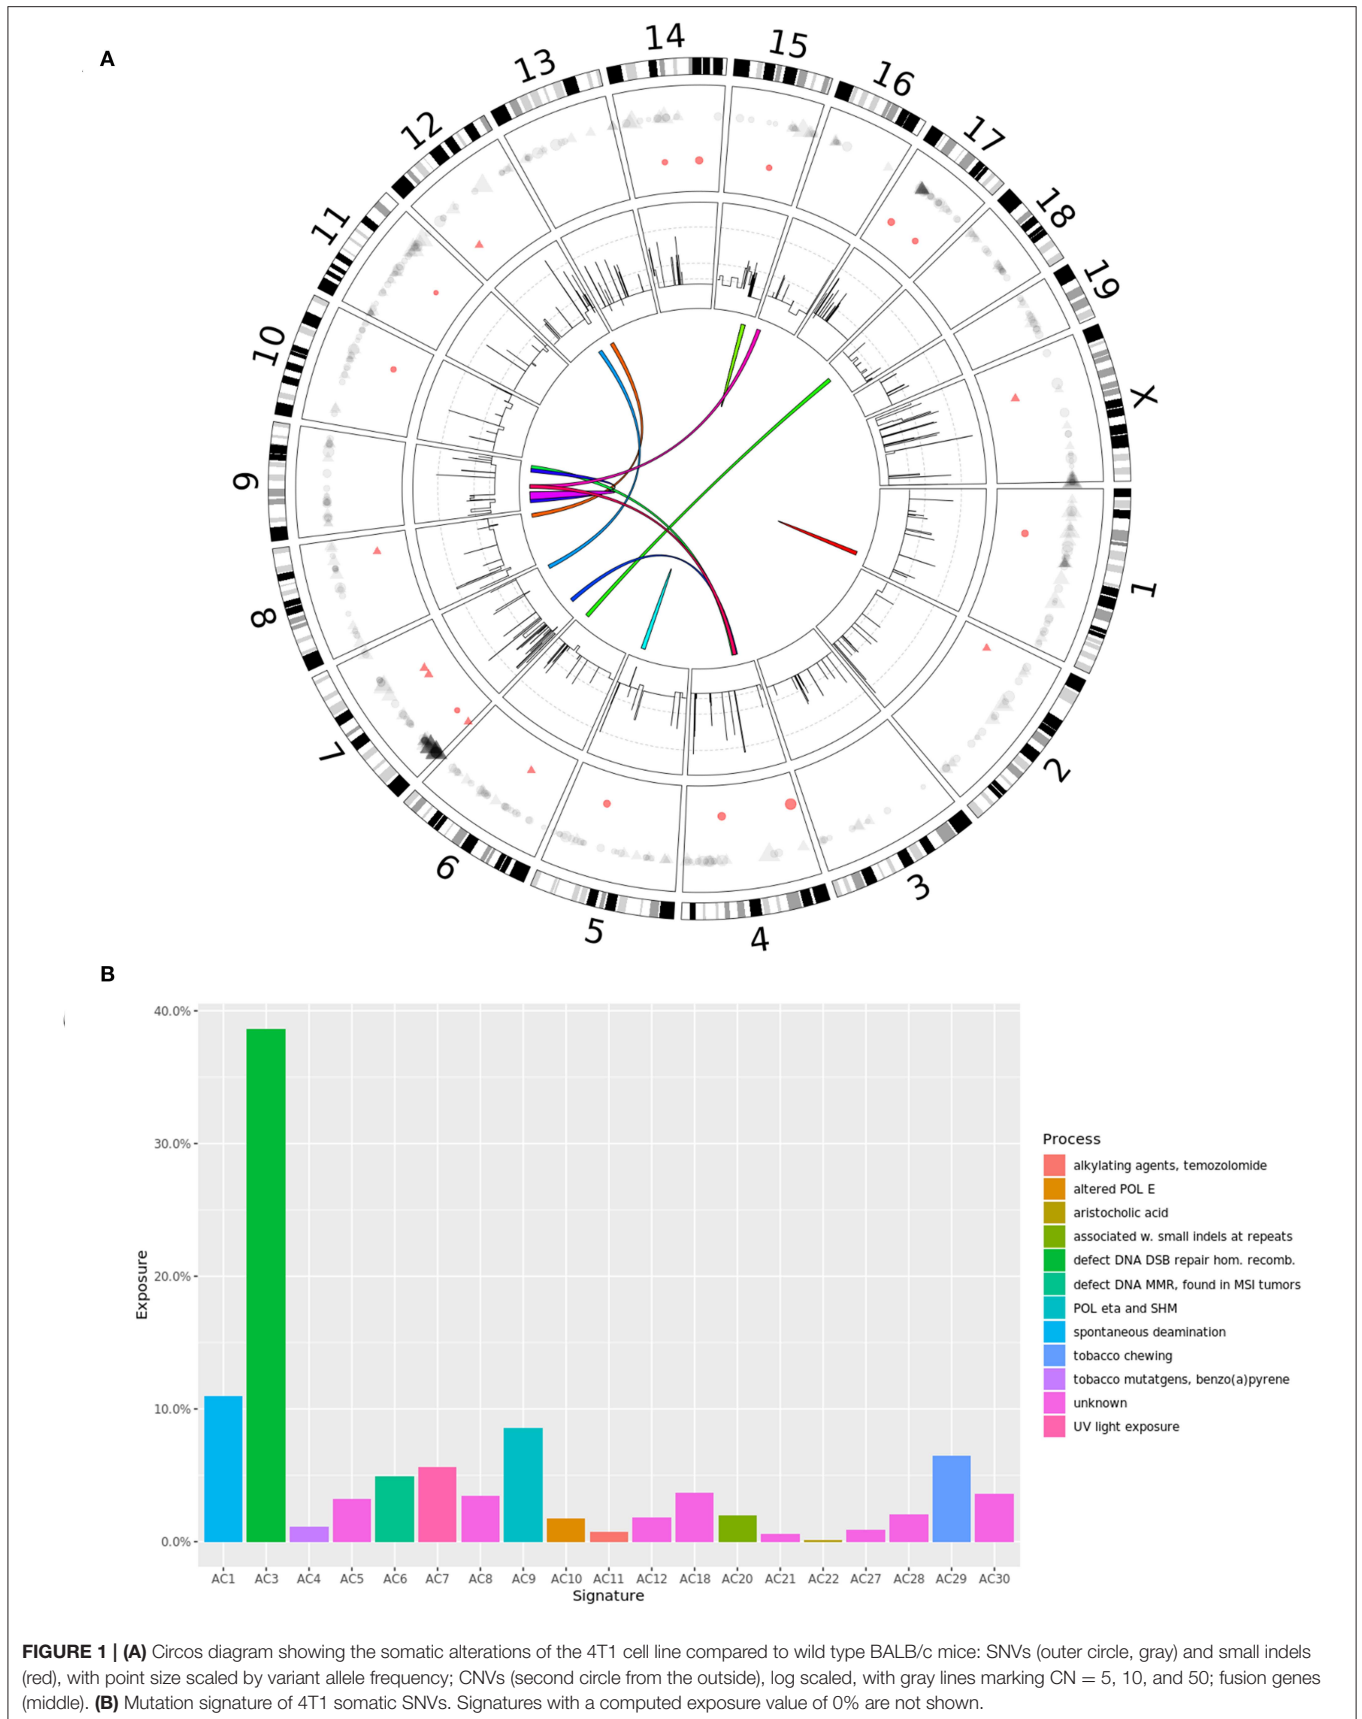 A
14
15
13
16
12
17
11
18
10
19
9
X
8
1
7
2
6
3
5
4
B
40.0%
30.0%
20.0%
10.0%
0.0%
Exposure
AC1 AC3 AC4 AC5 AC6 AC7 AC8 AC9 AC10 AC11 AC12 AC18 AC20 AC21 AC22 AC27 AC28 AC29 AC30
Signature
Process
alkylating agents, temozolomide
altered POL E
aristocholic acid
associated w. small indels at repeats
defect DNA DSB repair hom. recomb.
defect DNA MMR, found in MSI tumors
POL eta and SHM
spontaneous deamination
tobacco chewing
tobacco mutatgens, benzo(a)pyrene
unknown
UV light exposure
FIGURE 1 | (A) Circos diagram showing the somatic alterations of the 4T1 cell line compared to wild type BALB/c mice: SNVs (outer circle, gray) and small indels
(red), with point size scaled by variant allele frequency; CNVs (second circle from the outside), log scaled, with gray lines marking CN = 5, 10, and 50; fusion genes
(middle). (B) Mutation signature of 4T1 somatic SNVs. Signatures with a computed exposure value of 0% are not shown.